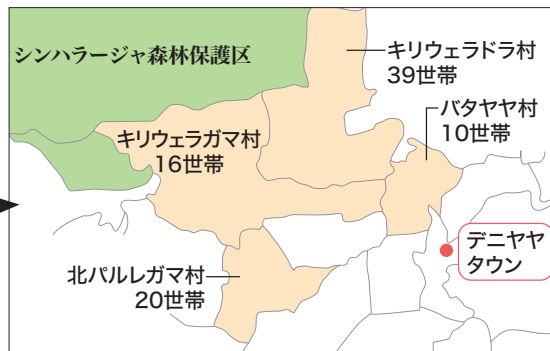 シンハラージャ森林保護区
キリウェラドラ村
39世帯
バタヤヤ村
10世帯
キリウェラガマ村
16世帯
デニヤヤ
タウン
北パルレガマ村
20世帯